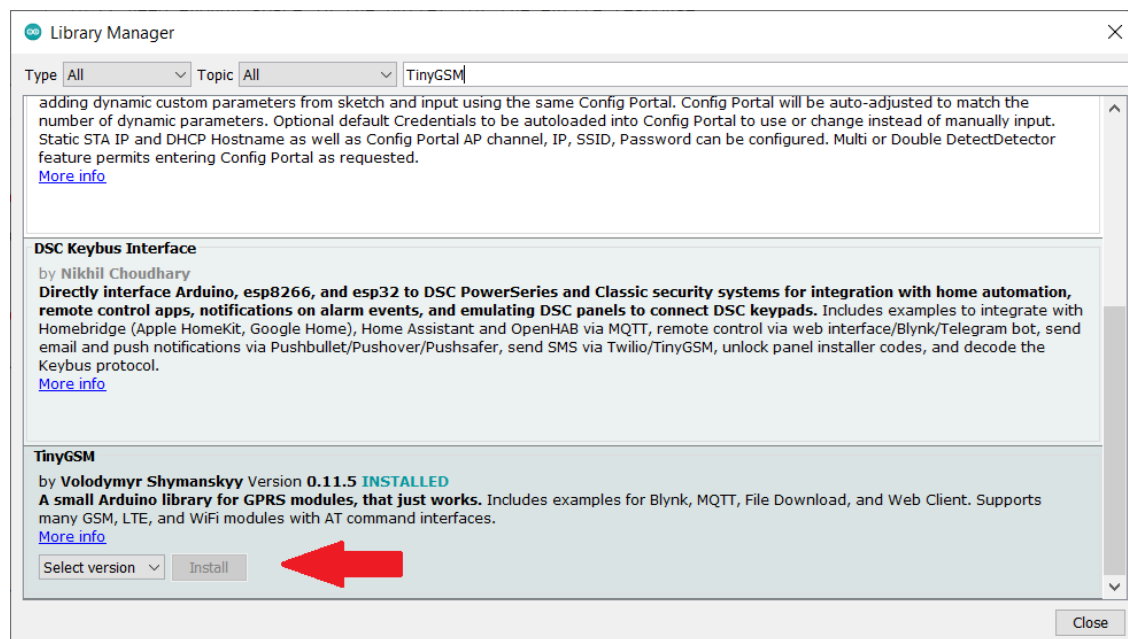 Library Manager
Type All Topic All TinyGSM
adding dynamic custom parameters from sketch and input using the same Config Portal. Config Portal will be auto-adjusted to match the
number of dynamic parameters. Optional default Credentials to be autoloaded into Config Portal to use or change instead of manually input.
Static STA IP and DHCP Hostname as well as Config Portal AP channel, IP, SSID, Password can be configured. Multi or Double DetectDetector
feature permits entering Config Portal as requested.
More info
DSC Keybus Interface
by Nikhil Choudhary
Directly interface Arduino, esp8266, and esp32 to DSC PowerSeries and Classic security systems for integration with home automation,
remote control apps, notifications on alarm events, and emulating DSC panels to connect DSC keypads. Includes examples to integrate with
Homebridge (Apple HomeKit, Google Home), Home Assistant and OpenHAB via MQTT, remote control via web interface/Blynk/Telegram bot, send
email and push notifications via Pushbullet/Pushover/Pushsafer, send SMS via Twilio/TinyGSM, unlock panel installer codes, and decode the
Keybus protocol.
More info
TinyGSM
by Volodymyr Shymanskyy Version 0.11.5 INSTALLED
A small Arduino library for GPRS modules, that just works. Includes examples for Blynk, MQTT, File Download, and Web Client. Supports
many GSM, LTE, and WiFi modules with AT command interfaces.
More info
Select version Install
Close